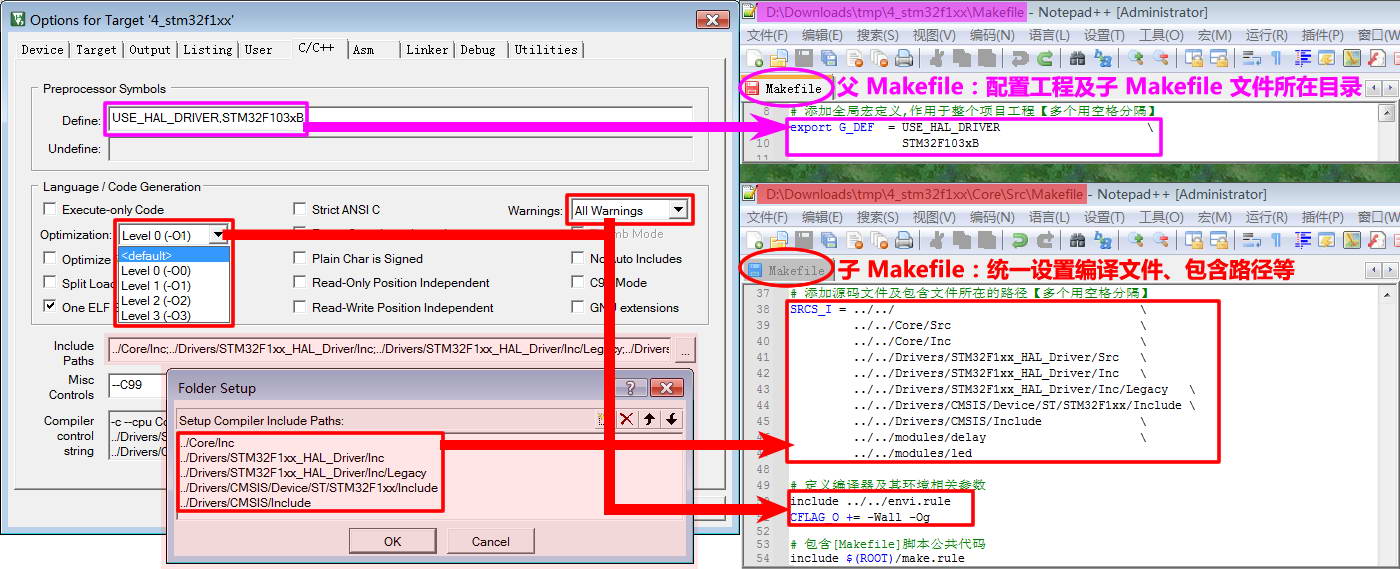 Options for Target '4_stm32f1xx'
Device Target Output Listing User C/C++ Asm Linker Debug Utilities
Preprocessor Symbols
Define: USE_HAL_DRIVER,STM32F103xB
Undefine:
Language / Code Generation
Execute-only Code
Strict ANSI C
Warnings: All Warnings
Optimization: Level 0 (-O1)
<default>
Level 0 (-O0)
Level 1 (-O1)
Level 2 (-O2)
Level 3 (-O3)
Optimize
Split Load
One ELF S
Plain Char is Signed
Read-Only Position Independent
Read-Write Position Independent
No Auto Includes
C99 Mode
GNU extensions
Include Paths
../Core/Inc;../Drivers/STM32F1xx_HAL_Driver/Inc;../Drivers/STM32F1xx_HAL_Driver/Inc/Legacy;../Drivers
...
Misc Controls
--C99
Compiler control string
-c --cpu Co
../Drivers/S
../Drivers/C
Folder Setup
Setup Compiler Include Paths:
../Core/Inc
../Drivers/STM32F1xx_HAL_Driver/Inc
../Drivers/STM32F1xx_HAL_Driver/Inc/Legacy
../Drivers/CMSIS/Device/ST/STM32F1xx/Include
../Drivers/CMSIS/Include
OK Cancel
D:\Downloads\tmp\4_stm32f1xx\Makefile - Notepad++ [Administrator]
文件(F) 编辑(E) 搜索(S) 视图(V) 编码(N) 语言(L) 设置(T) 工具(O) 宏(M) 运行(R) 插件(P) 窗口(W
Makefile
父 Makefile：配置工程及子 Makefile 文件所在目录
8 # 添加全局宏定义,作用于整个项目工程【多个用空格分隔】
export G_DEF = USE_HAL_DRIVER \
10 STM32F103xB
11
D:\Downloads\tmp\4_stm32f1xx\Core\Src\Makefile - Notepad++ [Administrator]
文件(F) 编辑(E) 搜索(S) 视图(V) 编码(N) 语言(L) 设置(T) 工具(O) 宏(M) 运行(R) 插件(P) 窗口(W
Makefile
子 Makefile：统一设置编译文件、包含路径等
37 # 添加源码文件及包含文件所在的路径【多个用空格分隔】
38 SRCS_I = ../../ \
39 ../../Core/Src \
40 ../../Core/Inc \
41 ../../Drivers/STM32F1xx_HAL_Driver/Src \
42 ../../Drivers/STM32F1xx_HAL_Driver/Inc \
43 ../../Drivers/STM32F1xx_HAL_Driver/Inc/Legacy \
44 ../../Drivers/CMSIS/Device/ST/STM32F1xx/Include \
45 ../../Drivers/CMSIS/Include \
../../modules/delay \
../../modules/led
48
49 # 定义编译器及其环境相关参数
include ../../envi.rule
CFLAG_O += -Wall -Og
52
53 # 包含[Makefile]脚本公共代码
54 include $(ROOT)/make.rule